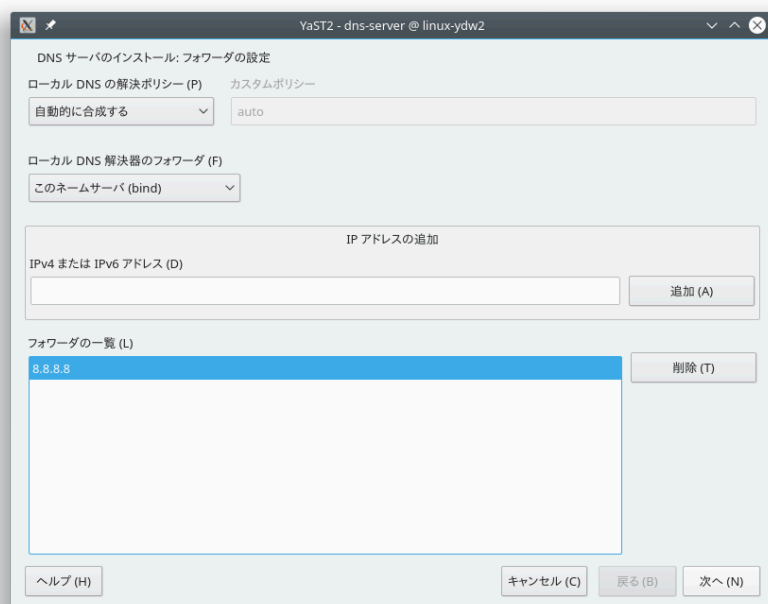 YaST2 - dns-server @ linux-ydw2
DNS サーバのインストール: フォワーダの設定
ローカル DNS の解決ポリシー (P) カスタムポリシー
自動的に合成する auto
ローカル DNS 解決器のフォワーダ (F)
このネームサーバ (bind)
IP アドレスの追加
IPv4 または IPv6 アドレス (D)
追加 (A)
フォワーダの一覧 (L)
8.8.8.8
削除 (T)
ヘルプ (H) キャンセル (C) 戻る (B) 次へ (N)